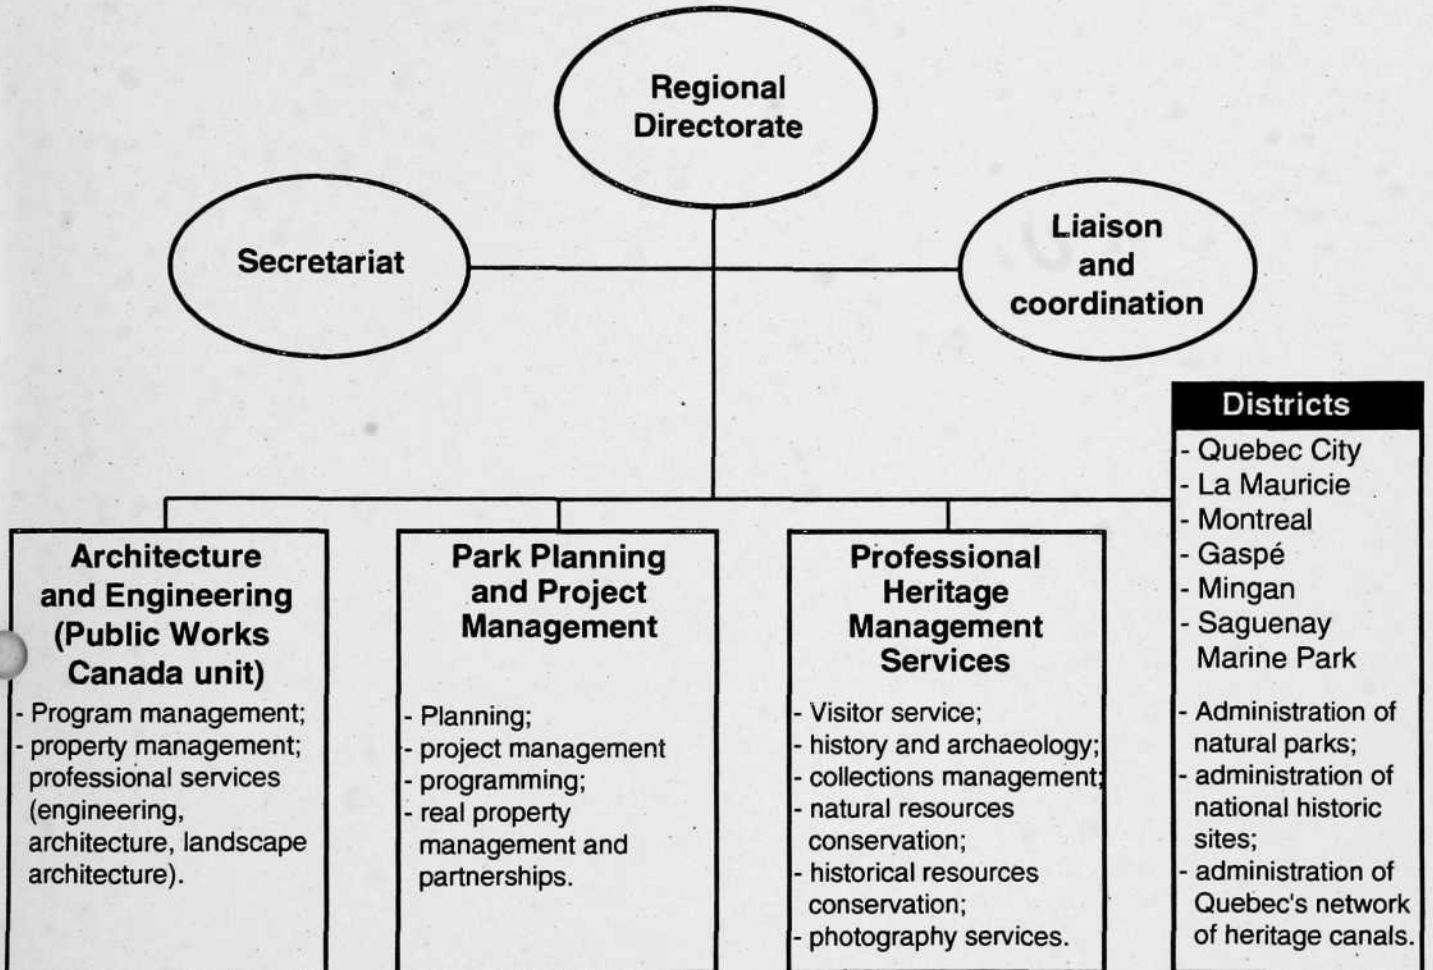 Regional
Directorate
Secretariat
Liaison
and
coordination
Architecture
and Engineering
(Public Works
Canada unit)
- Program management;
- property management;
professional services
(engineering,
architecture, landscape
architecture).
Park Planning
and Project
Management
- Planning;
- project management
- programming;
- real property
management and
partnerships.
Professional
Heritage
Management
Services
- Visitor service;
- history and archaeology;
- collections management;
- natural resources
conservation;
- historical resources
conservation;
- photography services.
Districts
- Quebec City
- La Mauricie
- Montreal
- Gaspé
- Mingan
- Saguenay
Marine Park
- Administration of
natural parks;
- administration of
national historic
sites;
- administration of
Quebec's network
of heritage canals.